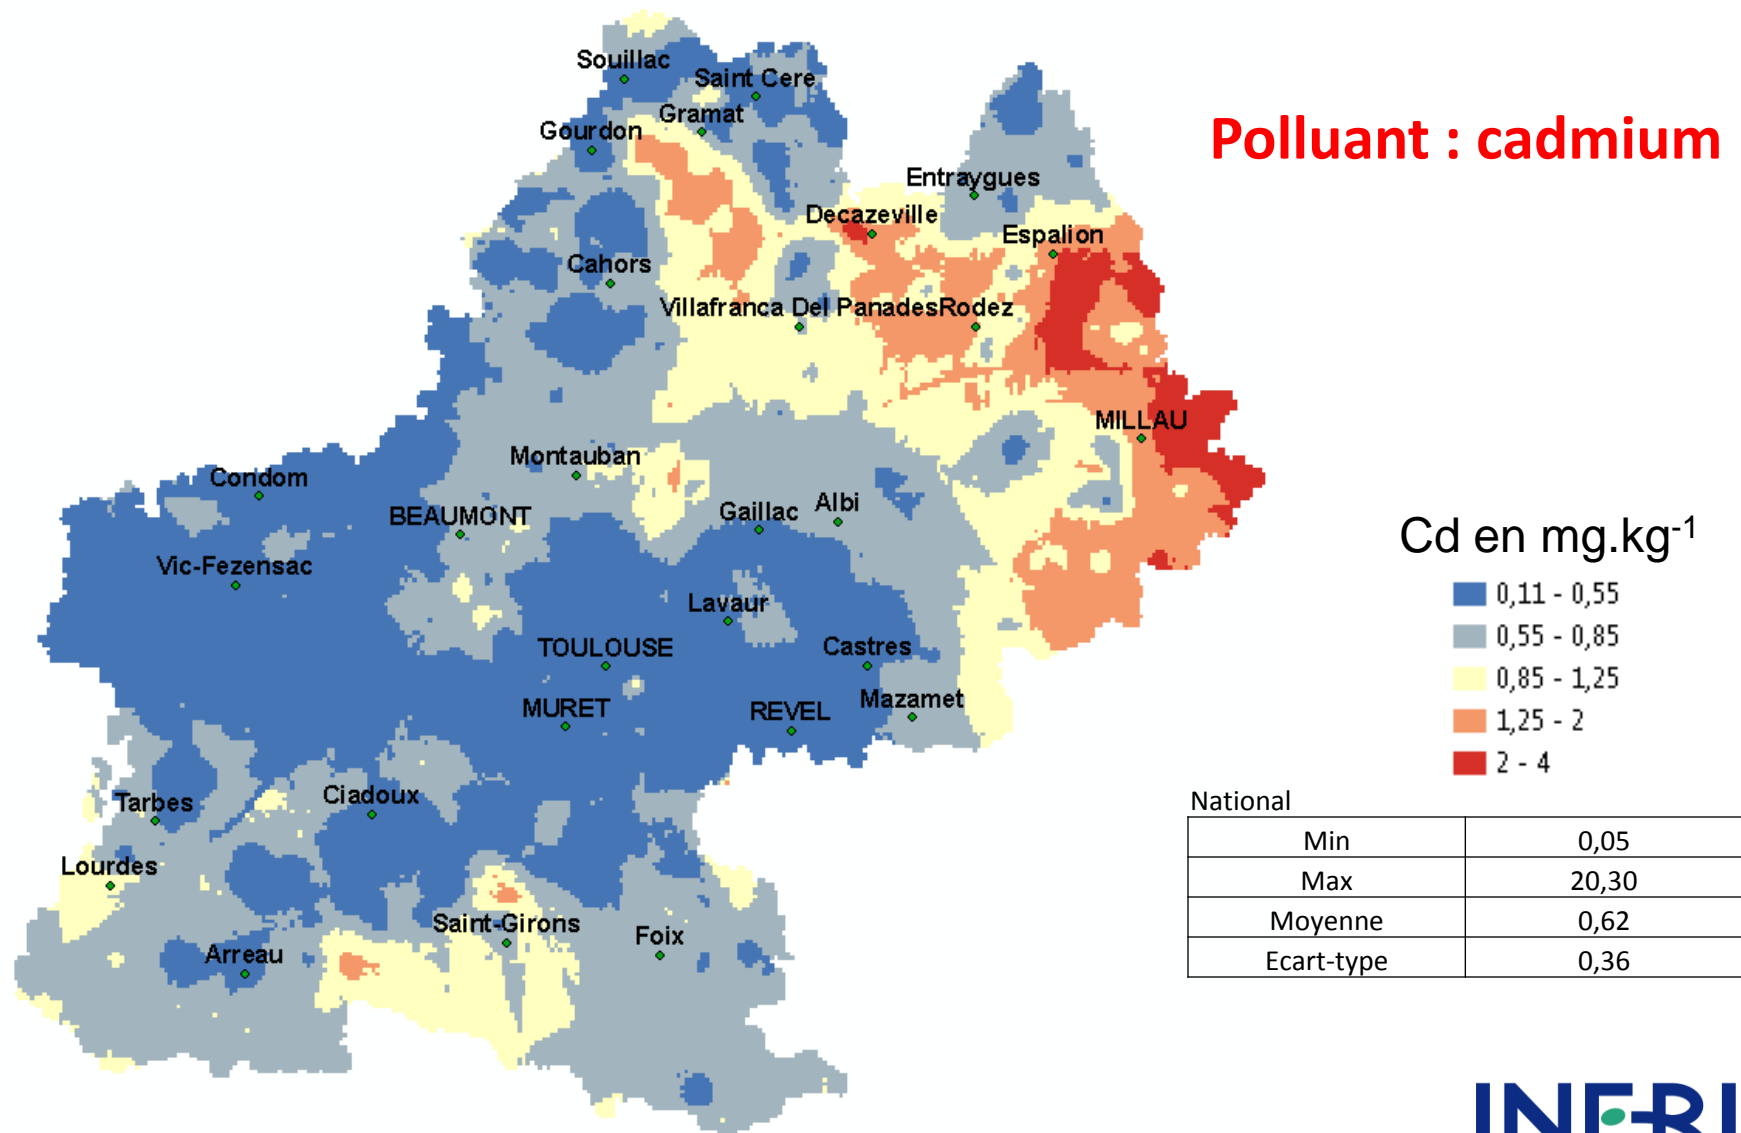 Polluant : cadmium
Souillac
Saint Cere
Gramat
Gourdon
Entraygues
Decazeville
Espalion
Cahors
Villafranca Del Panades
Rodez
MILLAU
Montauban
Condom
BEAUMONT
Gaillac
Albi
Vic-Fezensac
Lavaur
TOULOUSE
Castres
MURET
REVEL
Mazamet
Tarbes
Ciadoux
Lourdes
Saint-Girons
Foix
Arreau
Cd en mg.kg-1
0,11 - 0,55
0,55 - 0,85
0,85 - 1,25
1,25 - 2
2 - 4
National
Min 0,05
Max 20,30
Moyenne 0,62
Ecart-type 0,36